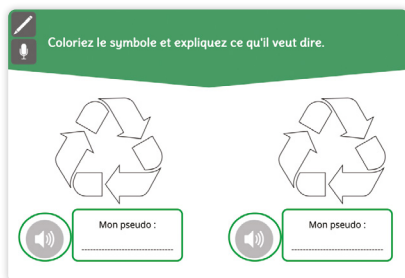 Coloriez le symbole et expliquez ce qu'il veut dire.
Mon pseudo :
Mon pseudo :